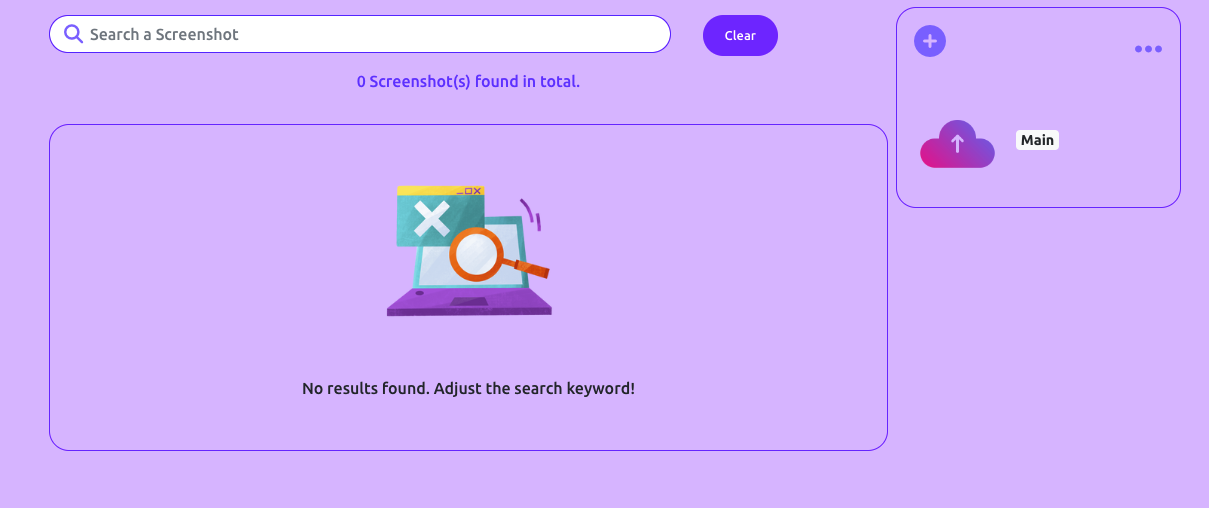 Search a Screenshot
Clear
0 Screenshot(s) found in total.
Main
No results found. Adjust the search keyword!